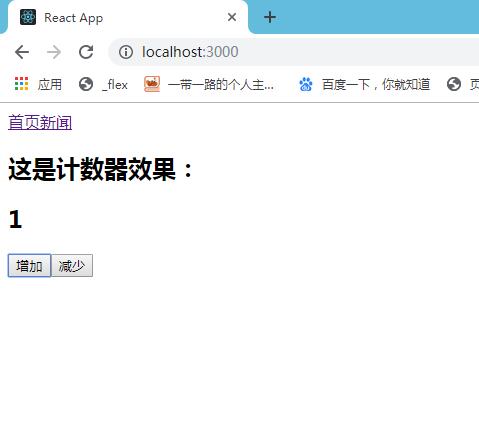 React App
localhost:3000
应用 _flex 一带一路的个人主... 百度一下，你就知道 页
首页新闻
这是计数器效果：
1
增加 减少